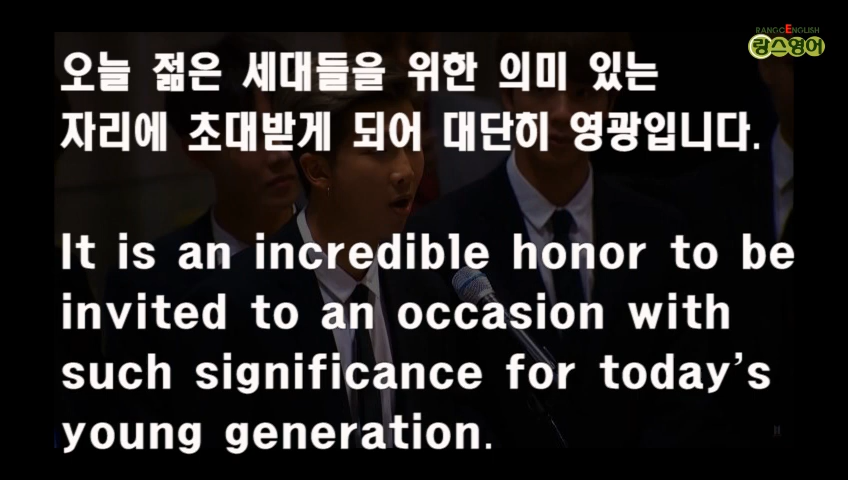 RANGC ENGLISH
랑스영어
오늘 젊은 세대들을 위한 의미 있는
자리에 초대받게 되어 대단히 영광입니다.
It is an incredible honor to be
invited to an occasion with
such significance for today's
young generation.